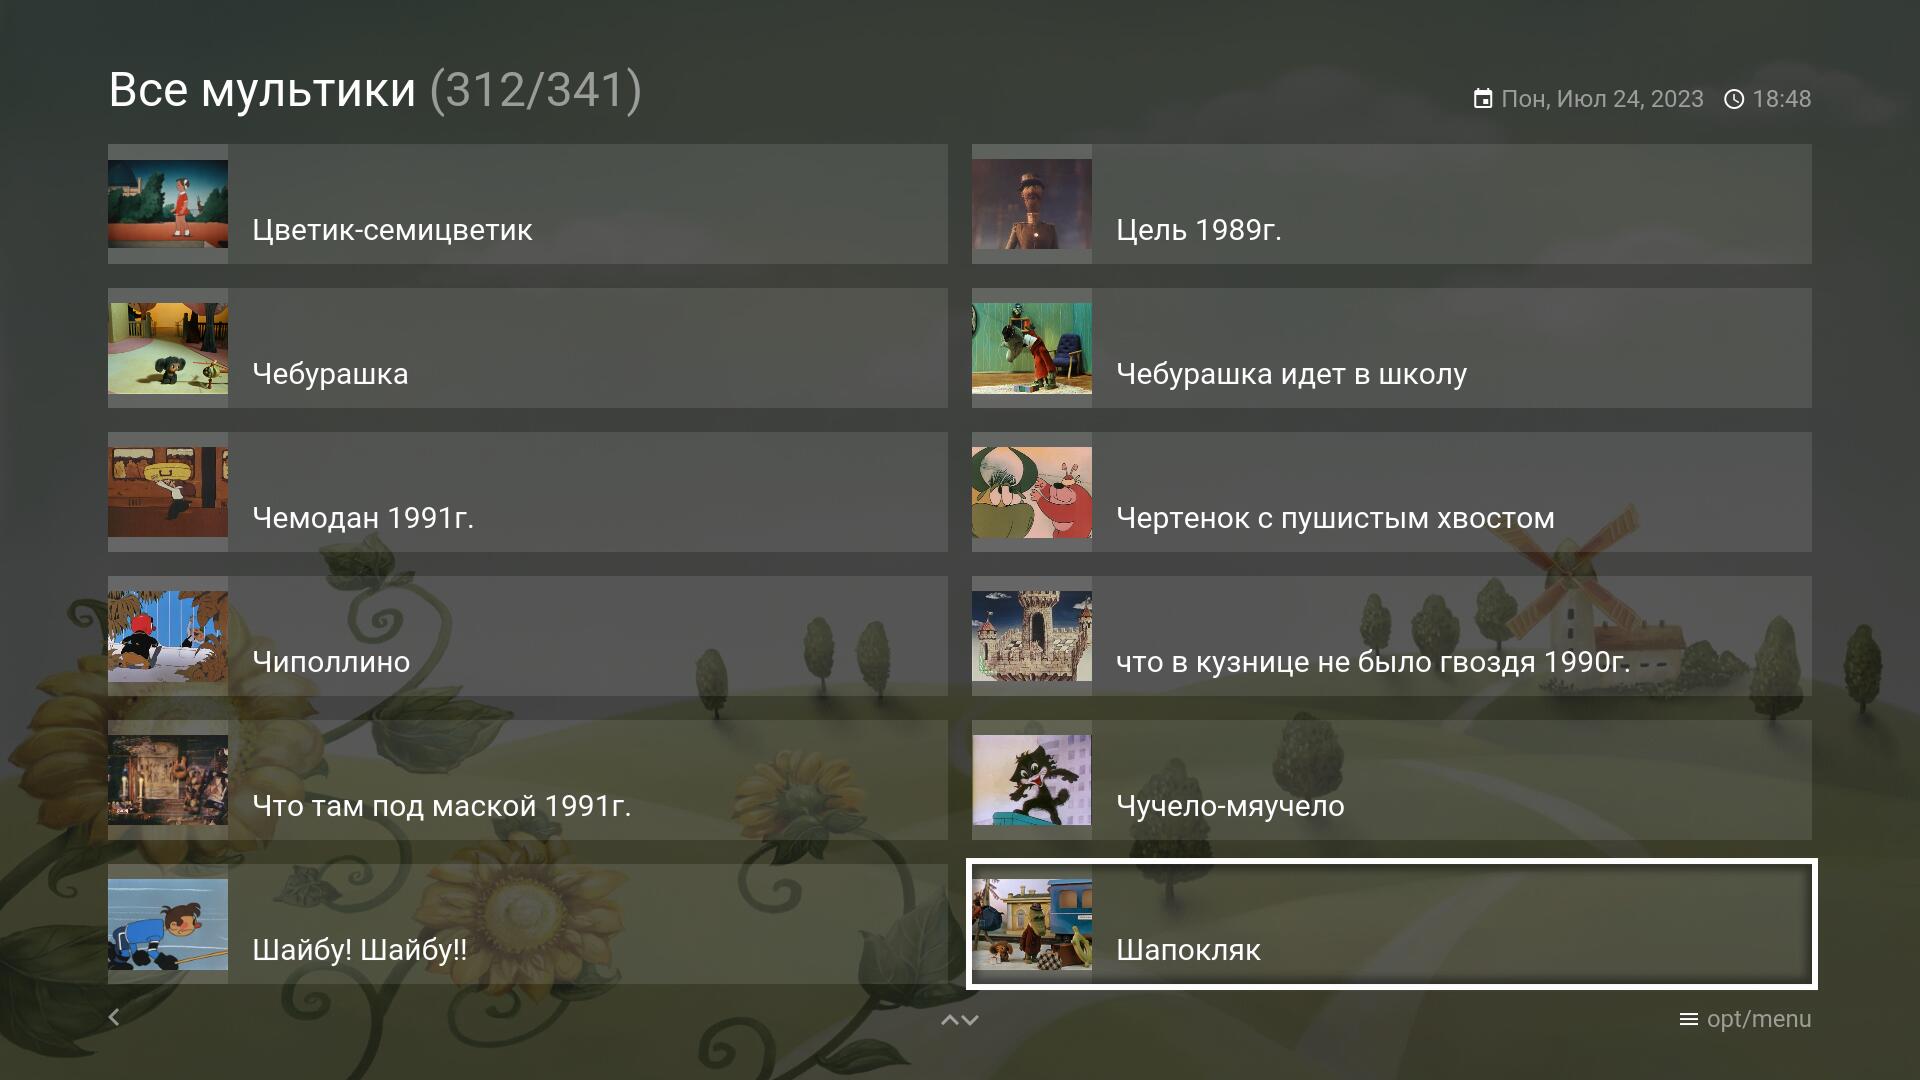 Все мультики (312/341)
Пон, Июл 24, 2023 18:48
Цветик-семицветик
Цель 1989г.
Чебурашка
Чебурашка идет в школу
Чемодан 1991г.
Чертенок с пушистым хвостом
Чиполлино
что в кузнице не было гвоздя 1990г.
Что там под маской 1991г.
Чучело-мяучело
Шайбу! Шайбу!!
Шапокляк
opt/menu